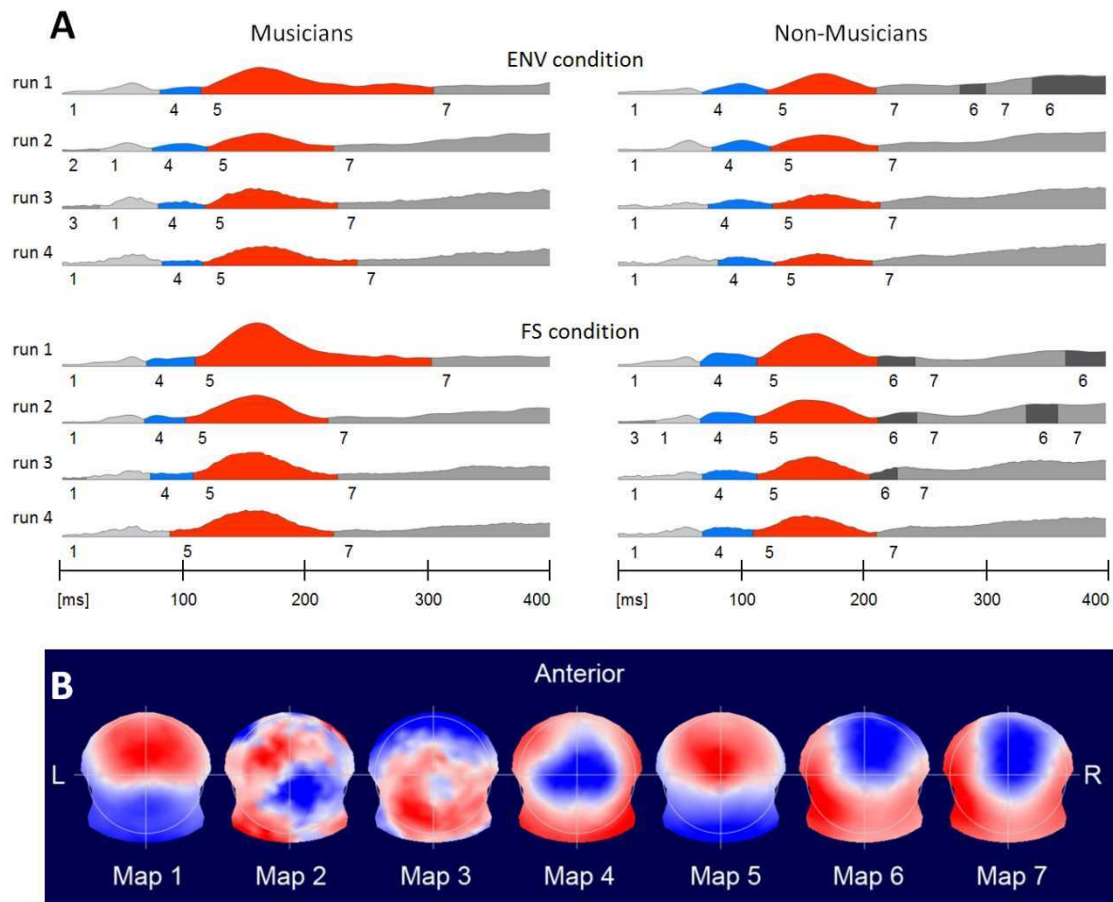 A
Musicians
Non-Musicians
ENV condition
run 1
1 4 5 7
1 4 5 7 6 7 6
run 2
2 1 4 5 7
1 4 5 7
run 3
3 1 4 5 7
1 4 5 7
run 4
1 4 5 7
1 4 5 7
FS condition
run 1
1 4 5 7
1 4 5 6 7 6
run 2
1 4 5 7
3 1 4 5 6 7 6 7
run 3
1 4 5 7
1 4 5 6 7
run 4
1 5 7
1 4 5 7
[ms] 100 200 300 400
[ms] 100 200 300 400
B
Anterior
L
R
Map 1 Map 2 Map 3 Map 4 Map 5 Map 6 Map 7